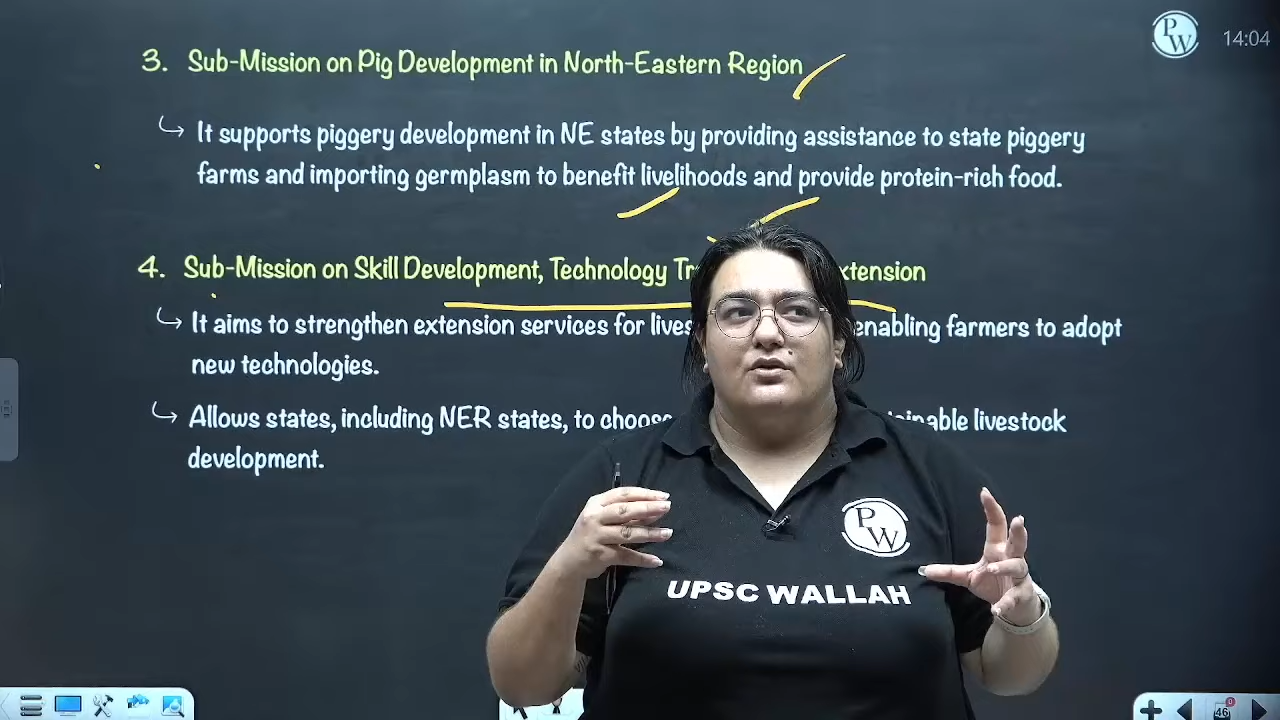 PW
14:04
3. Sub-Mission on Pig Development in North-Eastern Region
↳ It supports piggery development in NE states by providing assistance to state piggery
farms and importing germplasm to benefit livelihoods and provide protein-rich food.
4. Sub-Mission on Skill Development, Technology
↳ It aims to strengthen extension services for enabling farmers to adopt
new technologies.
↳ Allows states, including NER states, to livestock
development.
PW
UPSC WALLAH
46